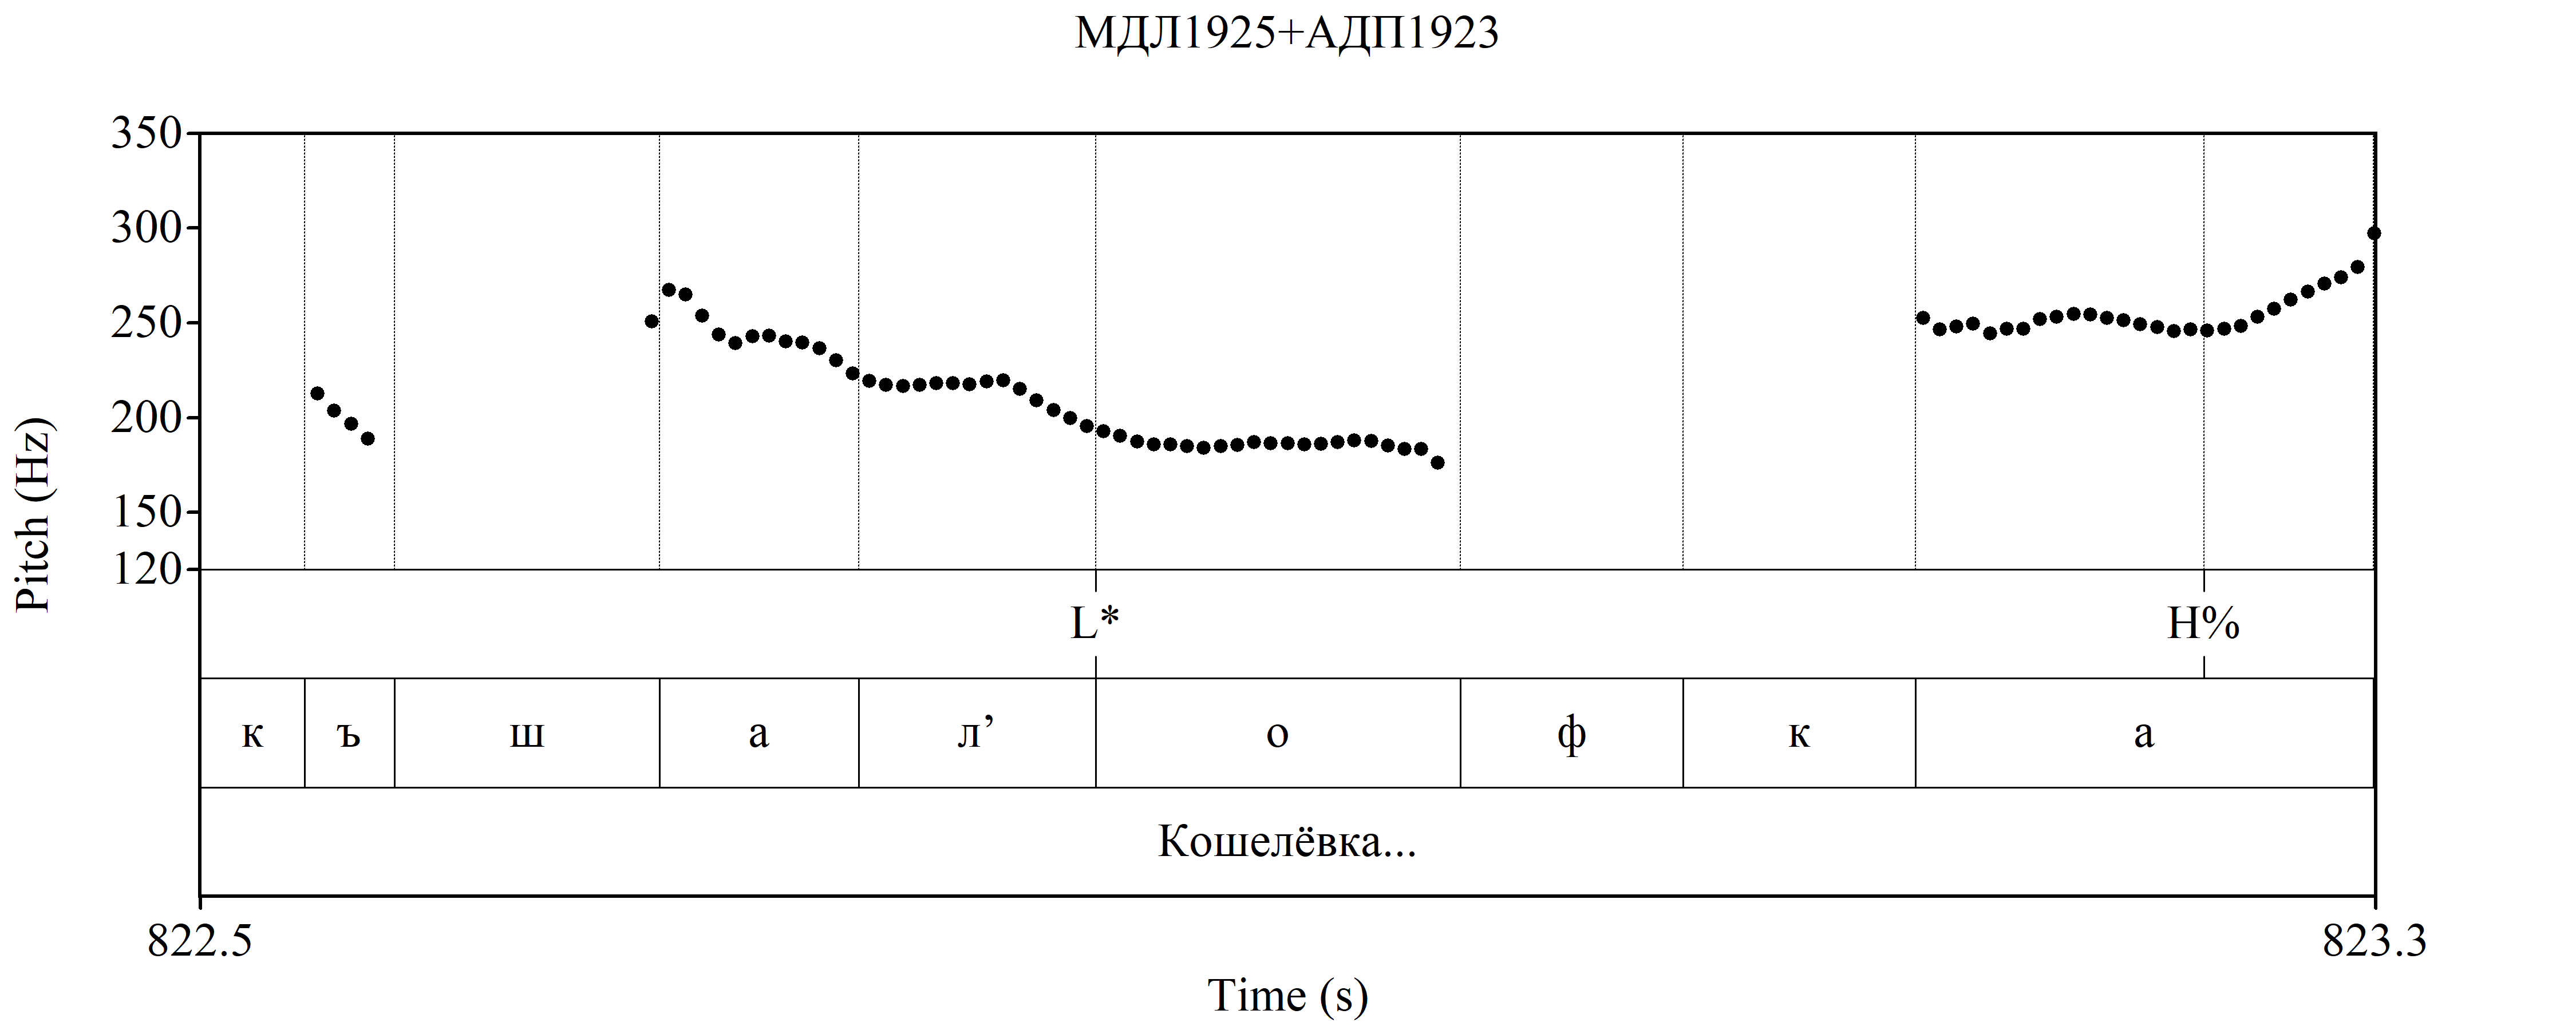 МДЛ1925+АДП1923
350
300
250
200
150
120
Pitch (Hz)
L* H%
к ъ ш а л’ о ф к а
Кошелёвка...
822.5 823.3
Time (s)